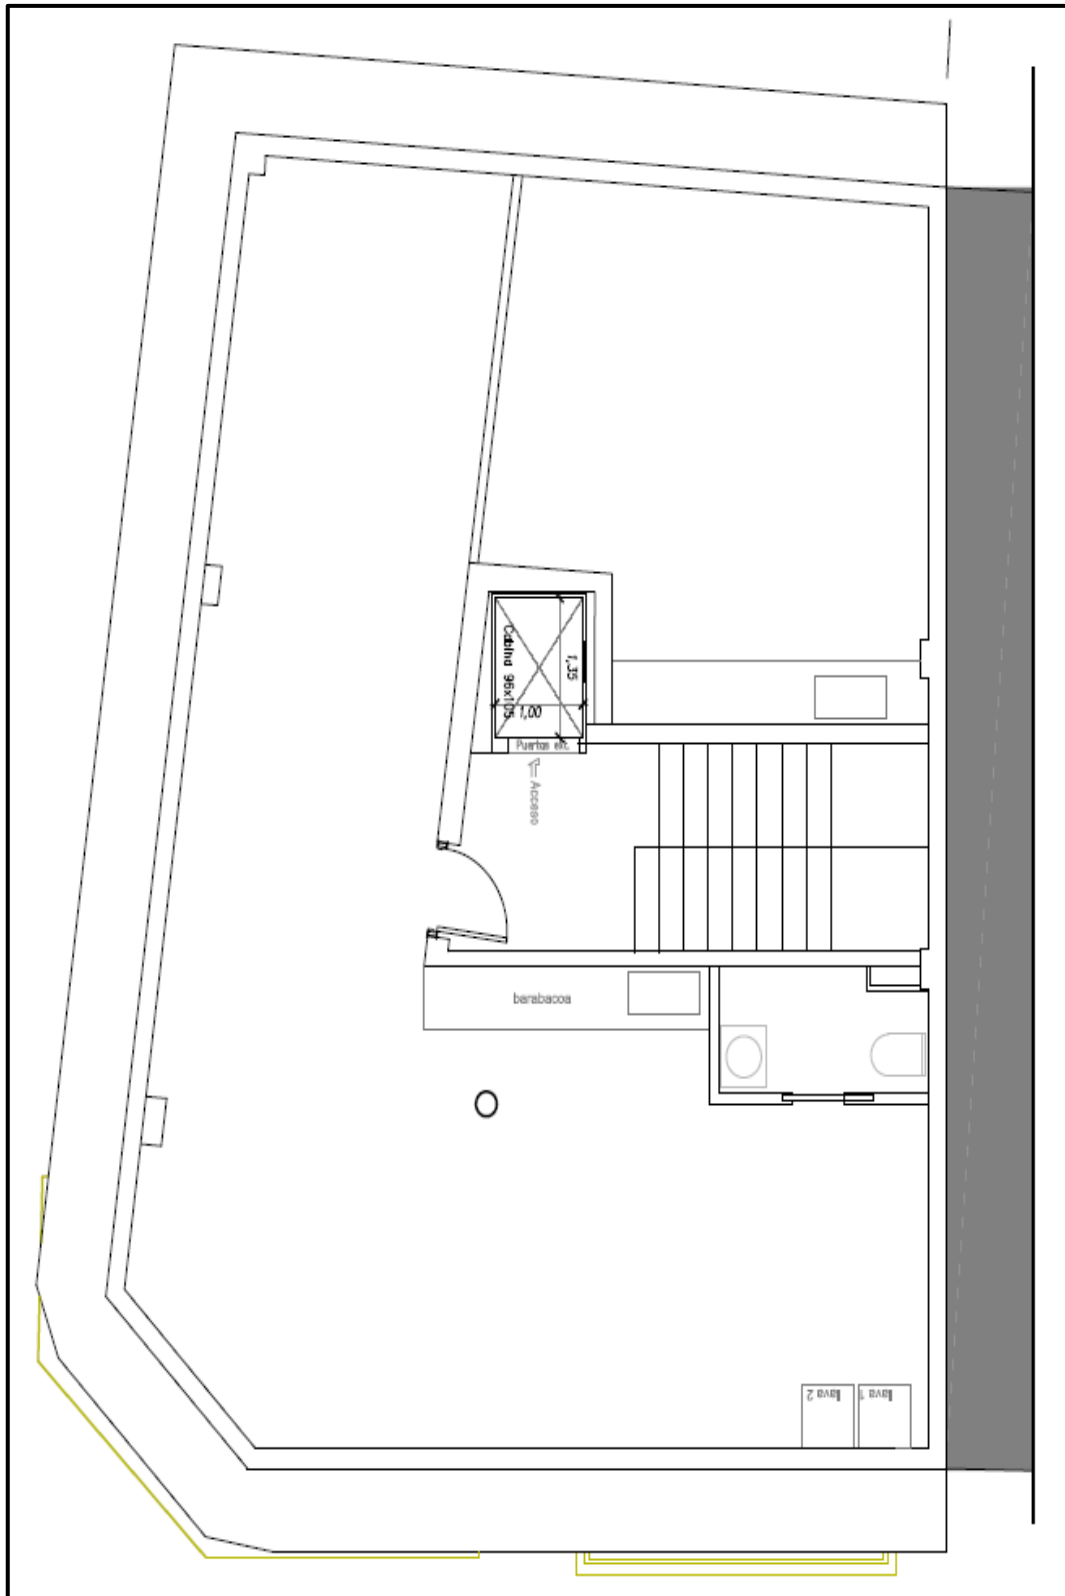 Cabina 96x105
1,35
1,00
Puertas ext.
Acceso
barabacoa
lava 2
lava 1